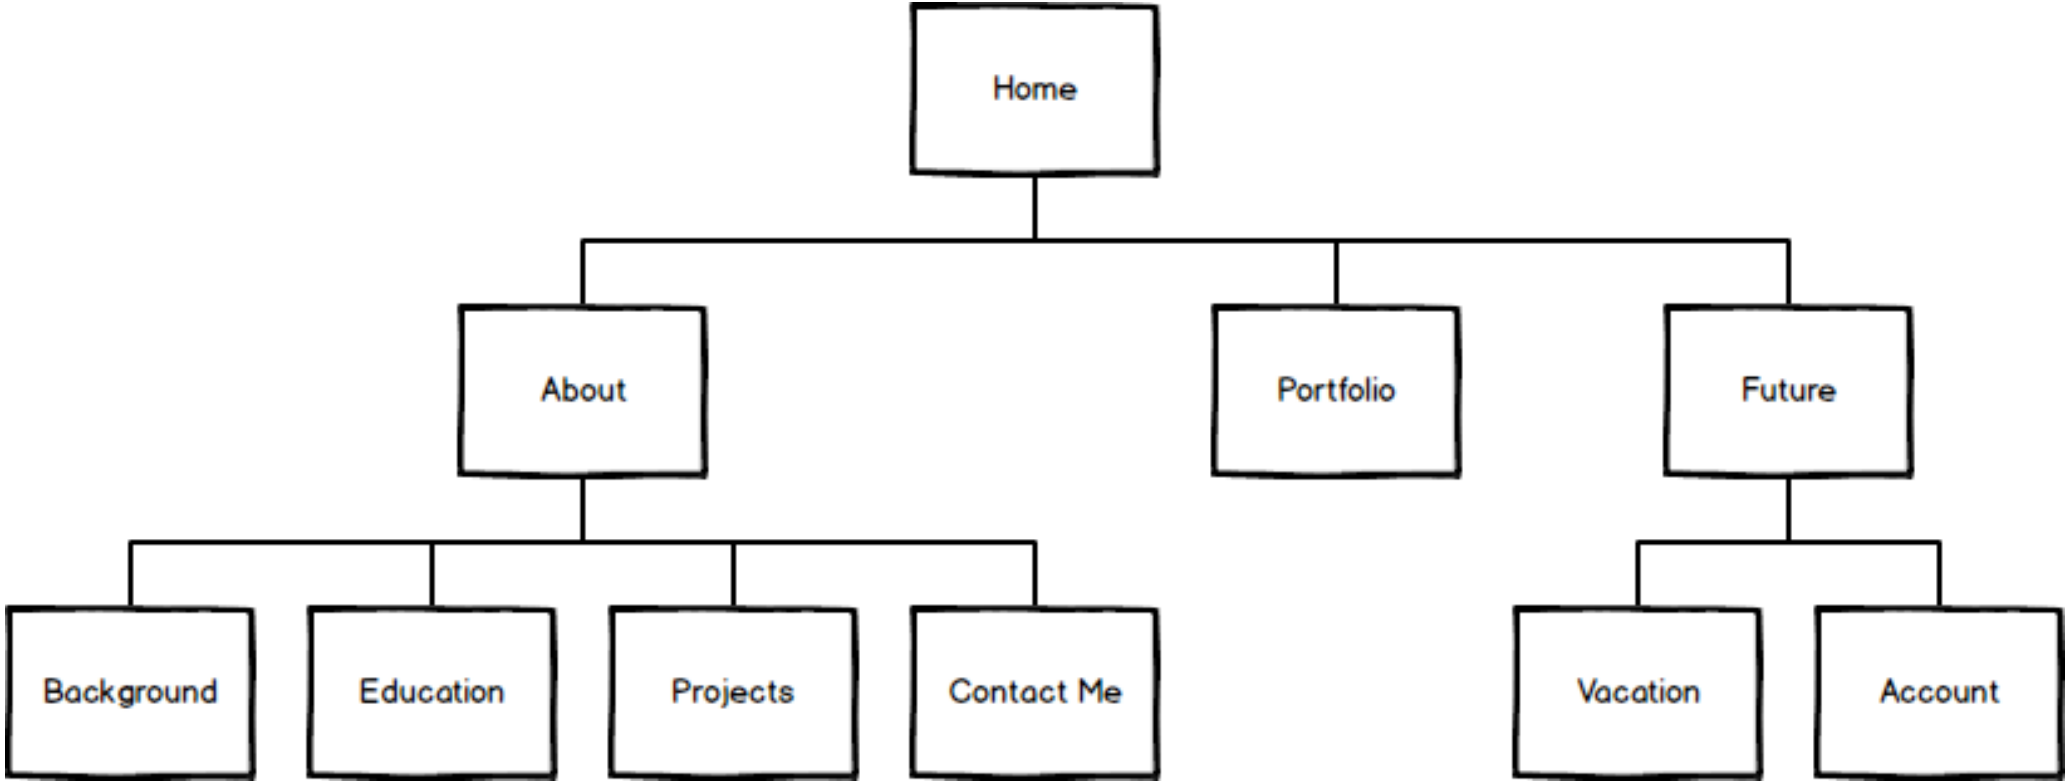 Home
About
Portfolio
Future
Background
Education
Projects
Contact Me
Vacation
Account